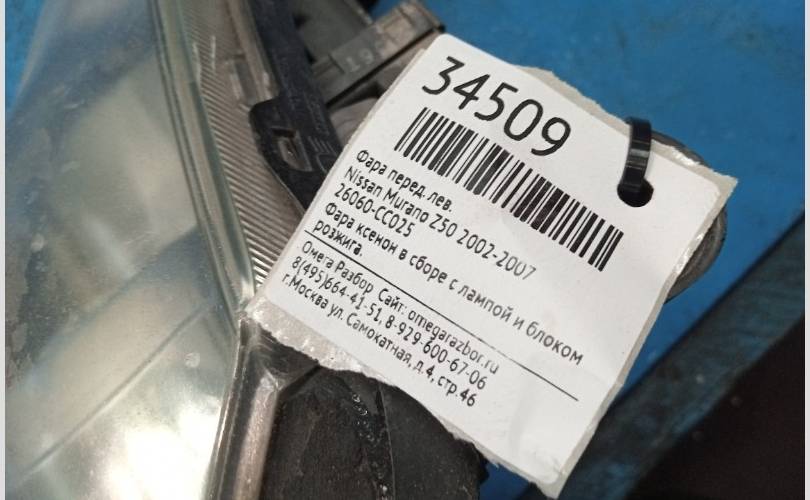 34509
Фара перед. лев.
Nissan Murano Z50 2002-2007
26060-CC025
Фара ксенон в сборе с лампой и блоком
розжига.
Омега Разбор Сайт: omegarazbor.ru
8(495)664-41-51, 8-929-600-67-06
г.Москва ул. Самокатная, д.4, стр.46